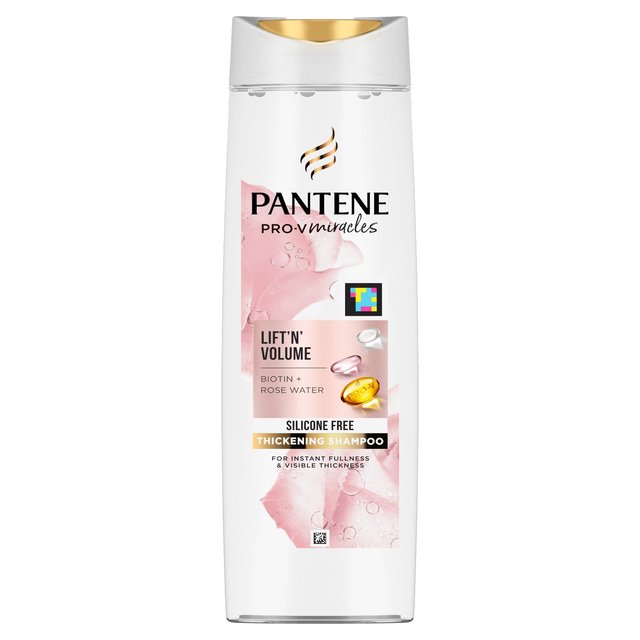 PANTENE
PRO-V miracles
LIFT'N'
VOLUME
BIOTIN +
ROSE WATER
SILICONE FREE
THICKENING SHAMPOO
FOR INSTANT FULLNESS
& VISIBLE THICKNESS